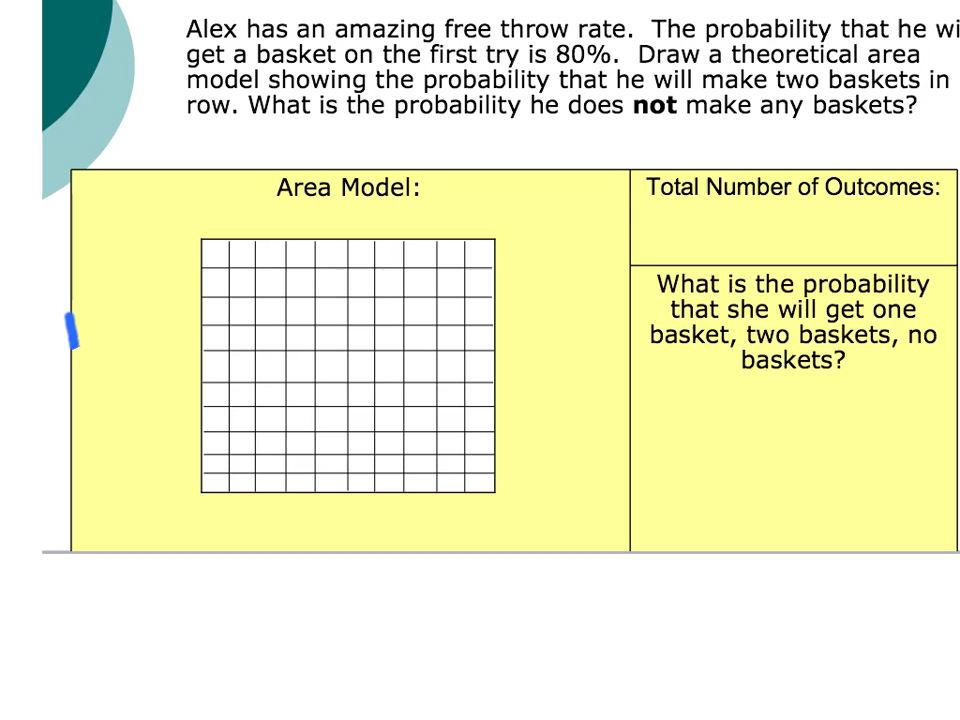 Alex has an amazing free throw rate. The probability that he wi
get a basket on the first try is 80%. Draw a theoretical area
model showing the probability that he will make two baskets in
row. What is the probability he does not make any baskets?
Area Model:
Total Number of Outcomes:
What is the probability
that she will get one
basket, two baskets, no
baskets?